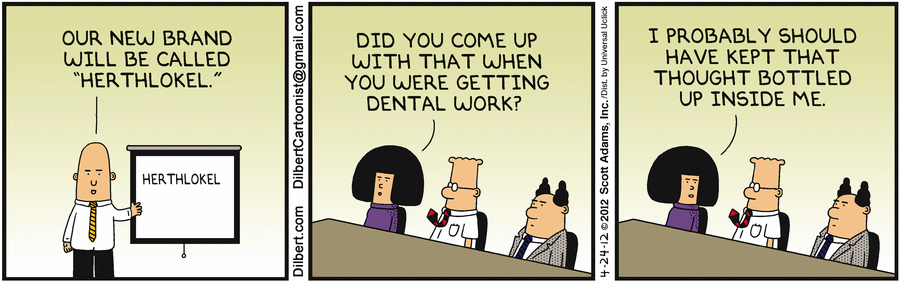 OUR NEW BRAND
WILL BE CALLED
"HERTHLOKEL."
HERTHLOKEL
Dilbert.com DilbertCartoonist@gmail.com
DID YOU COME UP
WITH THAT WHEN
YOU WERE GETTING
DENTAL WORK?
4-24-12 ©2012 Scott Adams, Inc. /Dist. by Universal Uclick
I PROBABLY SHOULD
HAVE KEPT THAT
THOUGHT BOTTLED
UP INSIDE ME.